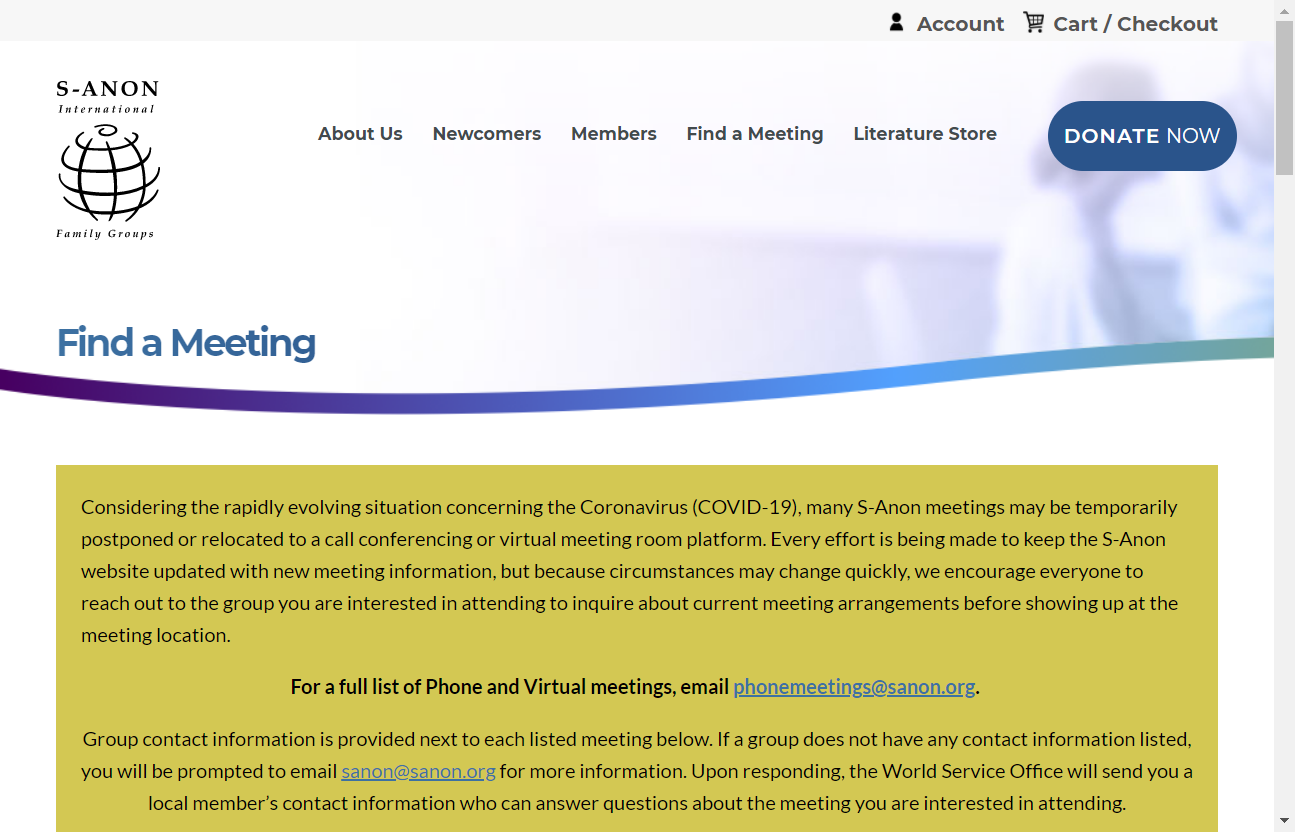 Account Cart / Checkout
S-ANON
International
Family Groups
About Us Newcomers Members Find a Meeting Literature Store DONATE NOW
Find a Meeting
Considering the rapidly evolving situation concerning the Coronavirus (COVID-19), many S-Anon meetings may be temporarily
postponed or relocated to a call conferencing or virtual meeting room platform. Every effort is being made to keep the S-Anon
website updated with new meeting information, but because circumstances may change quickly, we encourage everyone to
reach out to the group you are interested in attending to inquire about current meeting arrangements before showing up at the
meeting location.
For a full list of Phone and Virtual meetings, email phonemeetings@sanon.org.
Group contact information is provided next to each listed meeting below. If a group does not have any contact information listed,
you will be prompted to email sanon@sanon.org for more information. Upon responding, the World Service Office will send you a
local member’s contact information who can answer questions about the meeting you are interested in attending.